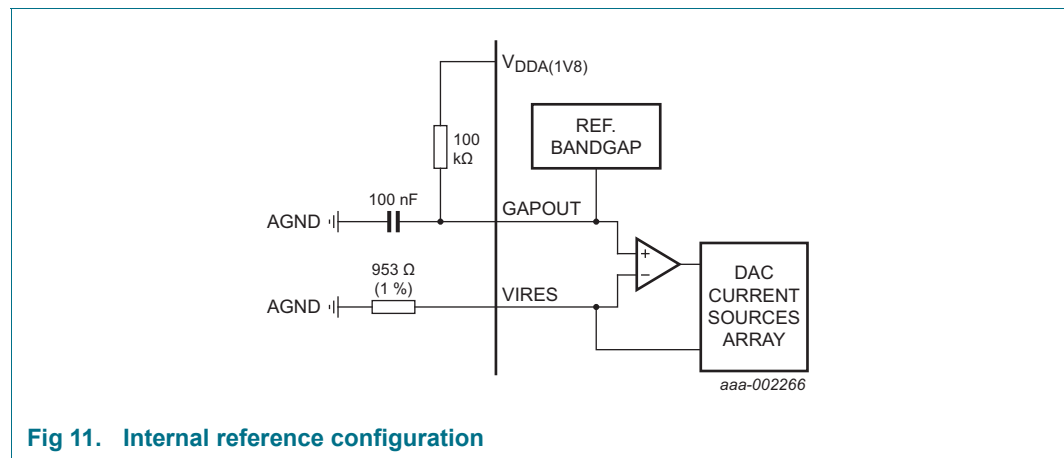 VDDA(1V8)
REF.
BANDGAP
100
kΩ
100 nF
AGND
GAPOUT
+
−
953 Ω
(1 %)
AGND
VIRES
DAC
CURRENT
SOURCES
ARRAY
aaa-002266
Fig 11. Internal reference configuration